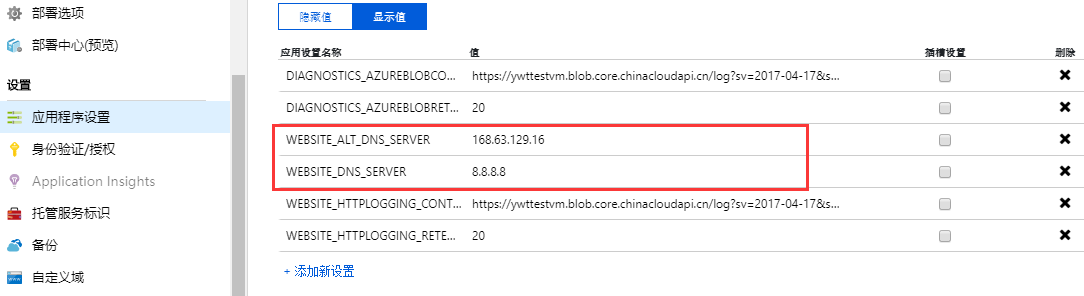 部署选项
部署中心(预览)
设置
应用程序设置
身份验证/授权
Application Insights
托管服务标识
备份
自定义域
隐藏值 显示值
应用设置名称 值 插槽设置 删除
DIAGNOSTICS_AZUREBLOBCO... https://ywttestvm.blob.core.chinacloudapi.cn/log?sv=2017-04-17&s...
DIAGNOSTICS_AZUREBLOBRET... 20
WEBSITE_ALT_DNS_SERVER 168.63.129.16
WEBSITE_DNS_SERVER 8.8.8.8
WEBSITE_HTTPLOGGING_CONT... https://ywttestvm.blob.core.chinacloudapi.cn/log?sv=2017-04-17&s...
WEBSITE_HTTPLOGGING_RETE... 20
+ 添加新设置